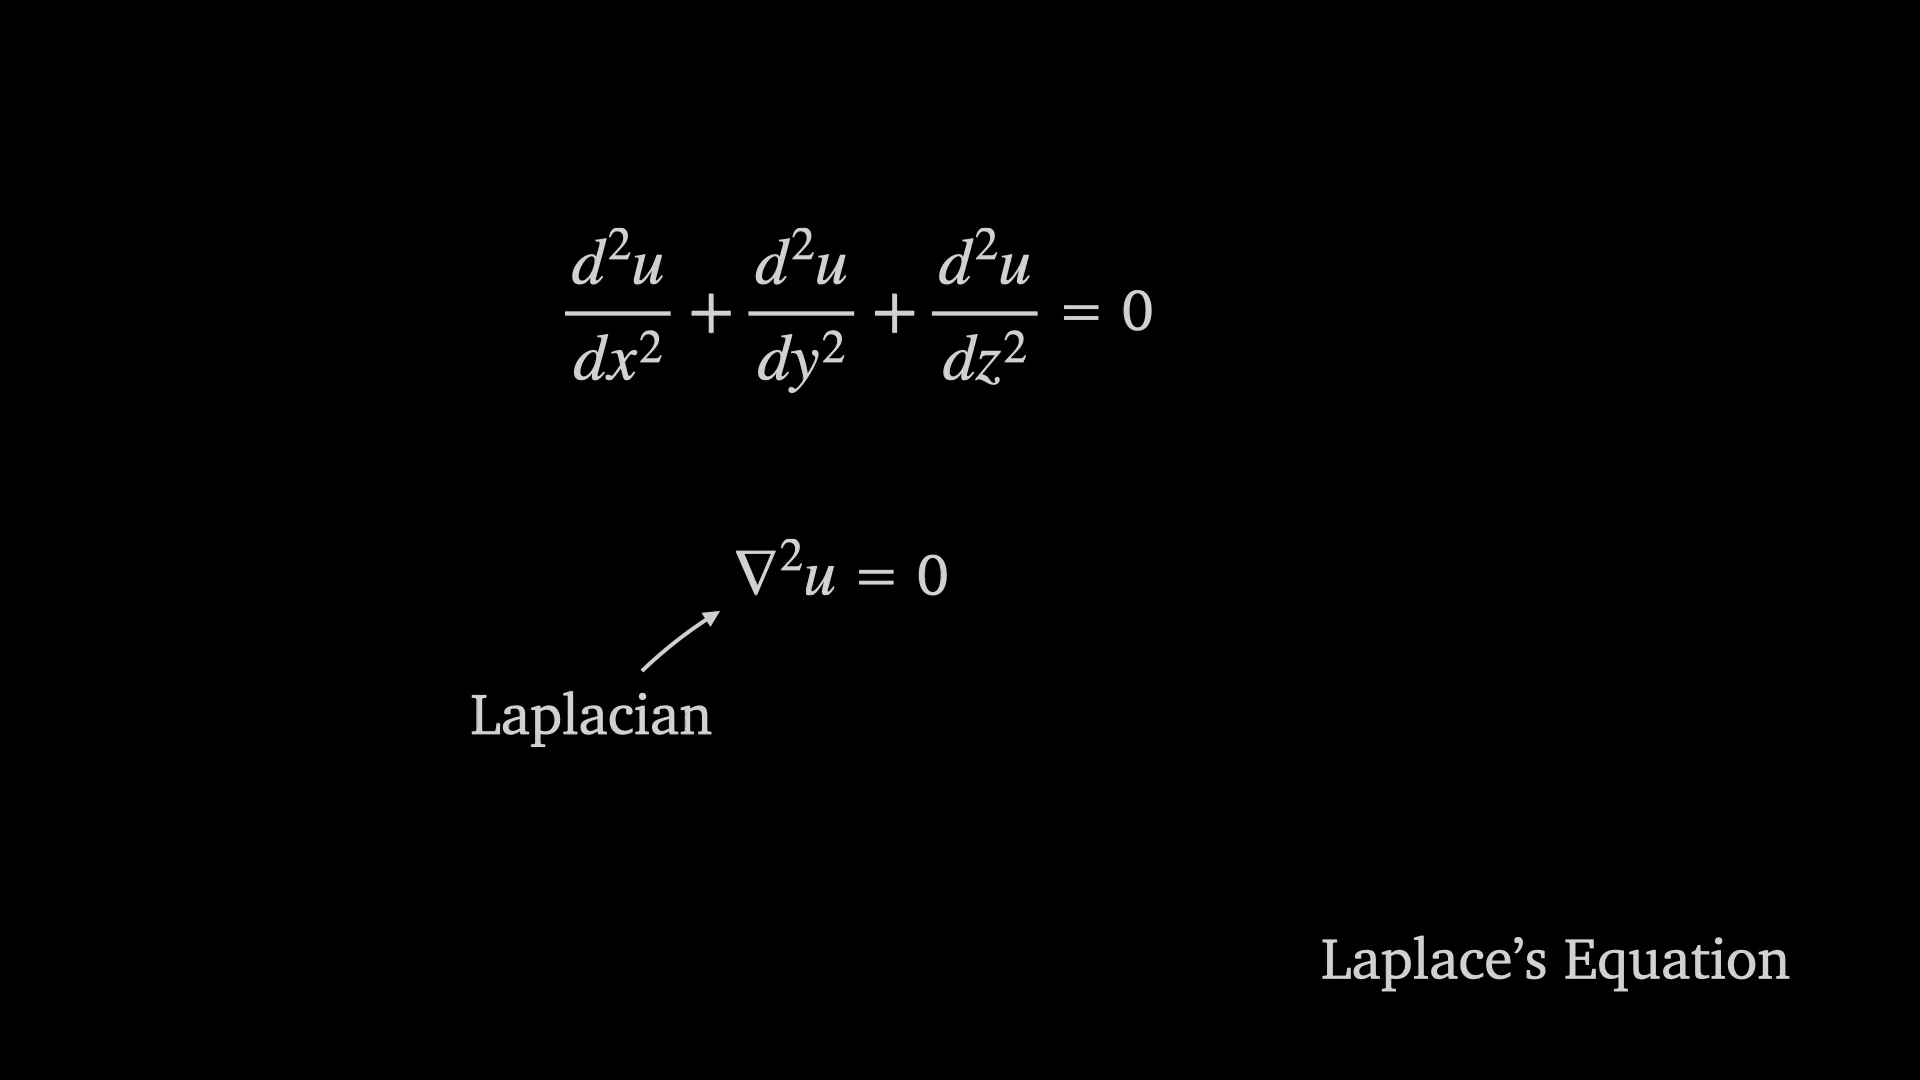 d²u/dx² + d²u/dy² + d²u/dz² = 0
∇²u = 0
Laplacian
Laplace’s Equation